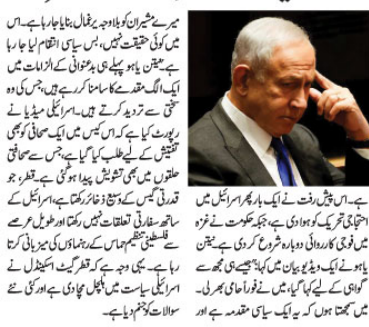 ہے۔ اس پیش رفت نے ایک بار پھر اسرائیل میں
احتجاجی تحریک کو ہوا دی ہے، جبکہ حکومت نے غزہ
میں فوجی کارروائی دوبارہ شروع کر دی ہے۔ نیتن
یاہو نے ایک ویڈیو بیان میں کہا: جیسے ہی مجھ سے
گواہی کے لیے کہا گیا، میں نے فوراً حامی بھر لی۔
میں سمجھتا ہوں کہ یہ ایک سیاسی مقدمہ ہے اور
میرے مشیران کو بلاوجہ یرغمال بنایا جا رہا ہے۔ اس
میں کوئی حقیقت نہیں، بس سیاسی انتقام لیا جا رہا
ہے۔ نیتن یاہو پہلے ہی بدعنوانی کے الزامات میں
ایک الگ مقدمے کا سامنا کر رہے ہیں، جس کی وہ
سختی سے تردید کرتے ہیں۔ اسرائیلی میڈیا نے
رپورٹ کیا ہے کہ اس کیس میں ایک صحافی کو بھی
تفتیش کے لیے طلب کیا گیا ہے، جس سے صحافتی
حلقوں میں بھی تشویش پیدا ہو گئی ہے۔ قطر، جو
قدرتی گیس کے وسیع ذخائر رکھتا ہے، اسرائیل کے
ساتھ سفارتی تعلقات نہیں رکھتا اور طویل عرصے
سے فلسطینی تنظیم حماس کے رہنماؤں کی میزبانی کرتا
رہا ہے۔ یہی وجہ ہے کہ قطر گیٹ اسکینڈل نے
اسرائیلی سیاست میں ہلچل مچا دی ہے اور کئی نئے
سوالات کو جنم دیا ہے۔